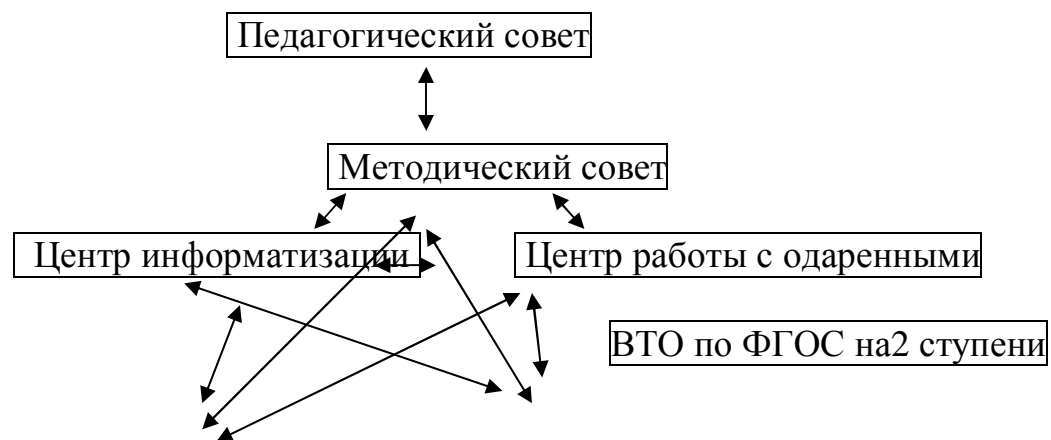 Педагогический совет
Методический совет
Центр информатизации
Центр работы с одаренными
ВТО по ФГОС на2 ступени